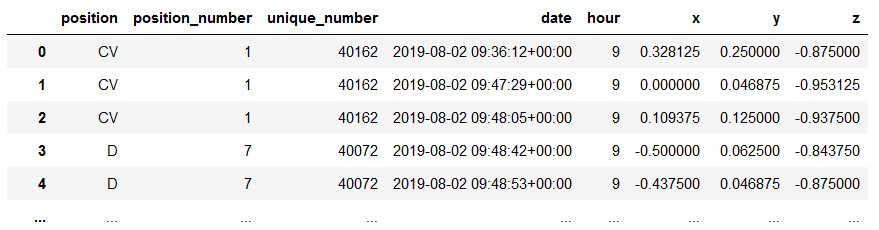 position position_number unique_number date hour x y z
0 CV 1 40162 2019-08-02 09:36:12+00:00 9 0.328125 0.250000 -0.875000
1 CV 1 40162 2019-08-02 09:47:29+00:00 9 0.000000 0.046875 -0.953125
2 CV 1 40162 2019-08-02 09:48:05+00:00 9 0.109375 0.125000 -0.937500
3 D 7 40072 2019-08-02 09:48:42+00:00 9 -0.500000 0.062500 -0.843750
4 D 7 40072 2019-08-02 09:48:53+00:00 9 -0.437500 0.046875 -0.875000
... ... ... ... ... ... ... ... ...